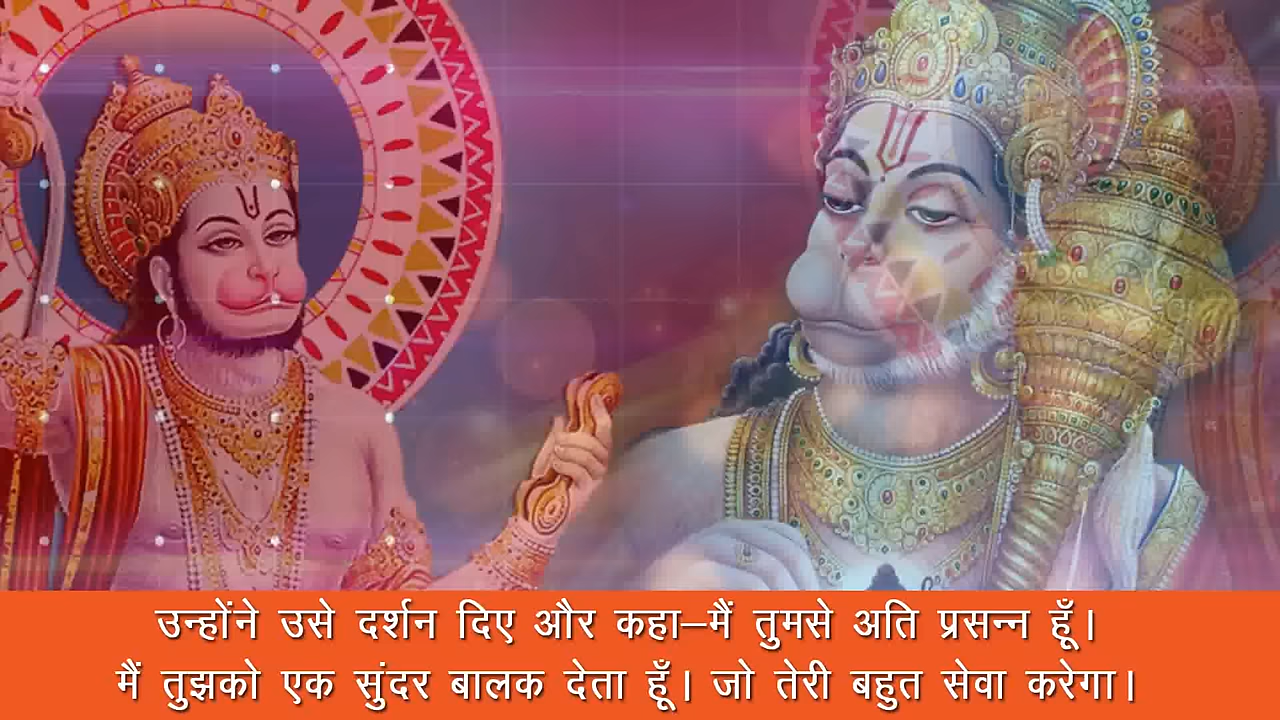 उन्होंने उसे दर्शन दिए और कहा–मैं तुमसे अति प्रसन्न हूँ।
मैं तुझको एक सुंदर बालक देता हूँ। जो तेरी बहुत सेवा करेगा।